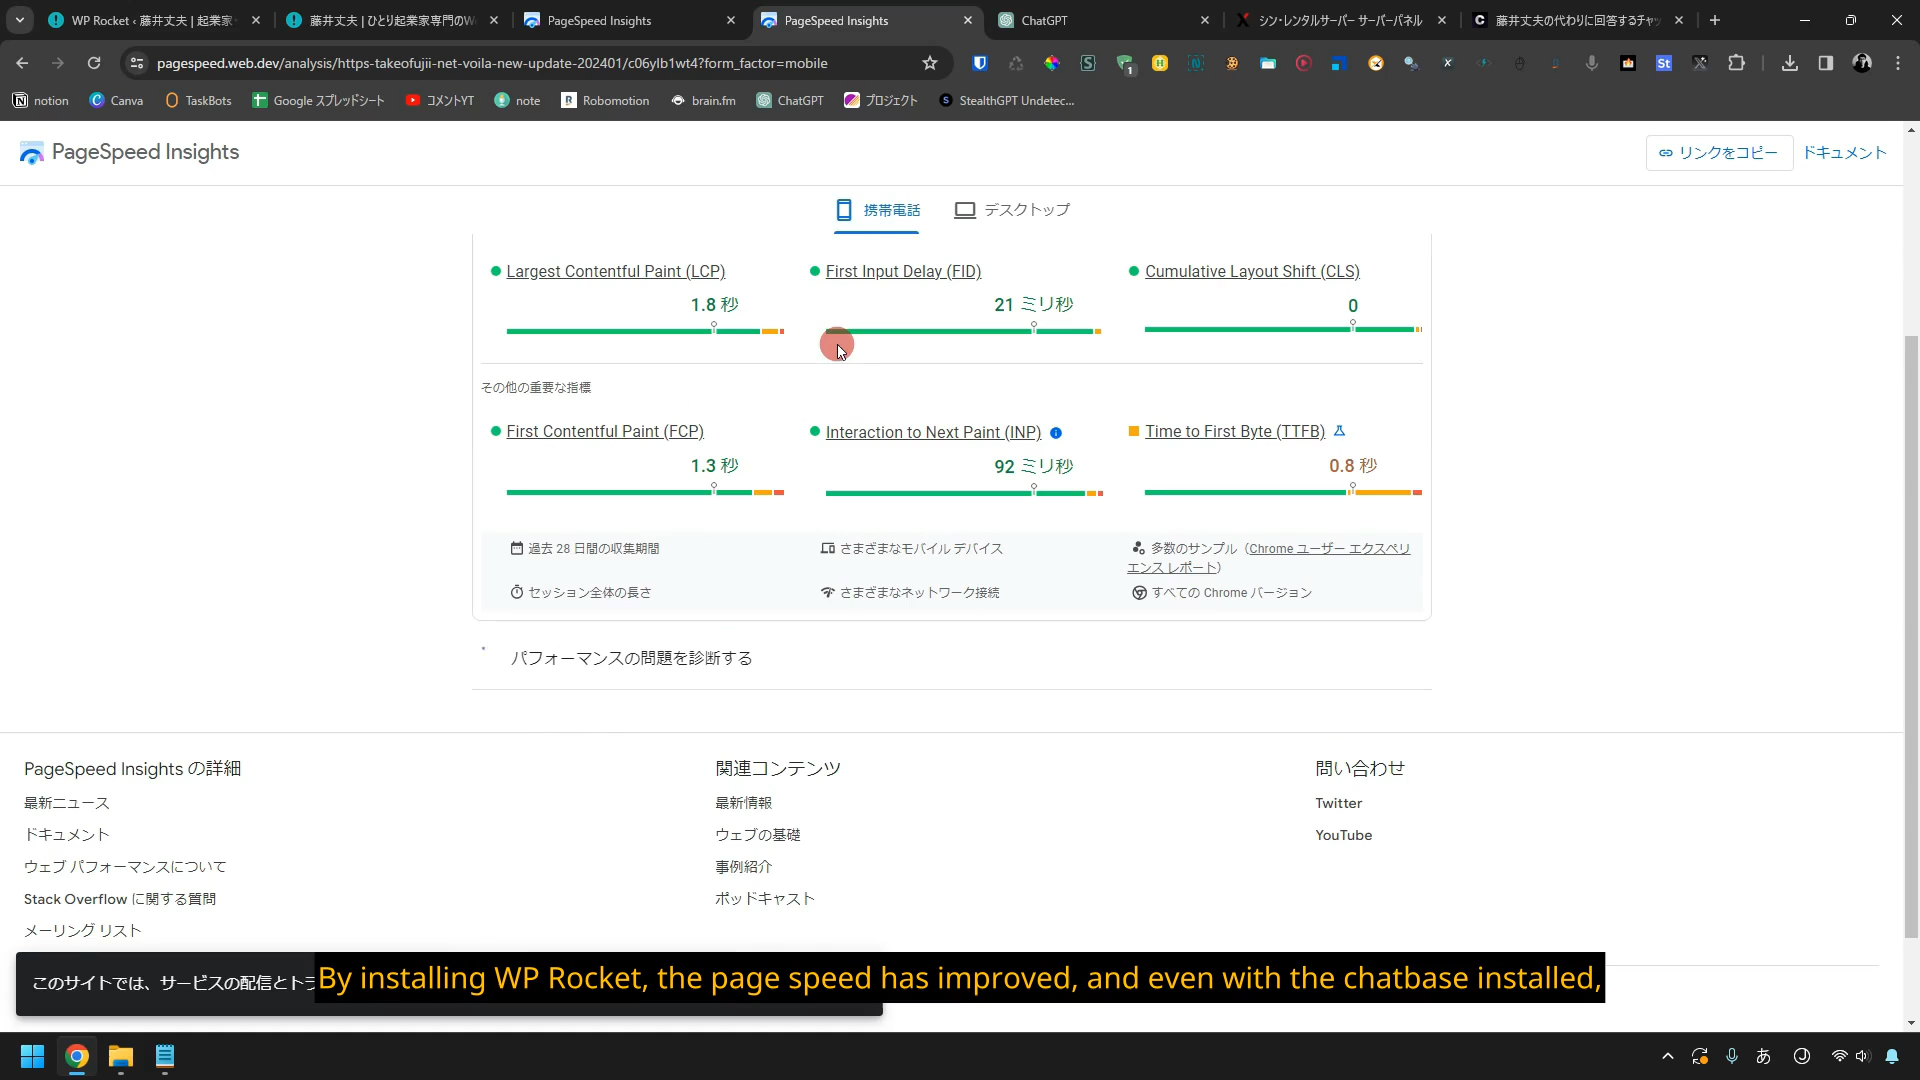 WP Rocket ‹ 藤井丈夫 | 起業家
藤井丈夫 | ひとり起業家専門のW
PageSpeed Insights
PageSpeed Insights
ChatGPT
シン・レンタルサーバー サーバーパネル
藤井丈夫の代わりに回答するチャッ
pagespeed.web.dev/analysis/https-takeofujii-net-voila-new-update-202401/c06ylb1wt4?form_factor=mobile
notion
Canva
TaskBots
Google スプレッドシート
コメントYT
note
Robomotion
brain.fm
ChatGPT
プロジェクト
StealthGPT Undetec...
PageSpeed Insights
リンクをコピー
ドキュメント
携帯電話
デスクトップ
Largest Contentful Paint (LCP)
1.8 秒
First Input Delay (FID)
21 ミリ秒
Cumulative Layout Shift (CLS)
0
その他の重要な指標
First Contentful Paint (FCP)
1.3 秒
Interaction to Next Paint (INP)
92 ミリ秒
Time to First Byte (TTFB)
0.8 秒
過去 28 日間の収集期間
さまざまなモバイル デバイス
多数のサンプル（Chrome ユーザー エクスペリ
エンス レポート）
セッション全体の長さ
さまざまなネットワーク接続
すべての Chrome バージョン
パフォーマンスの問題を診断する
PageSpeed Insights の詳細
最新ニュース
ドキュメント
ウェブ パフォーマンスについて
Stack Overflow に関する質問
メーリング リスト
関連コンテンツ
最新情報
ウェブの基礎
事例紹介
ポッドキャスト
問い合わせ
Twitter
YouTube
このサイトでは、サービスの配信とトラ
By installing WP Rocket, the page speed has improved, and even with the chatbase installed,
あ